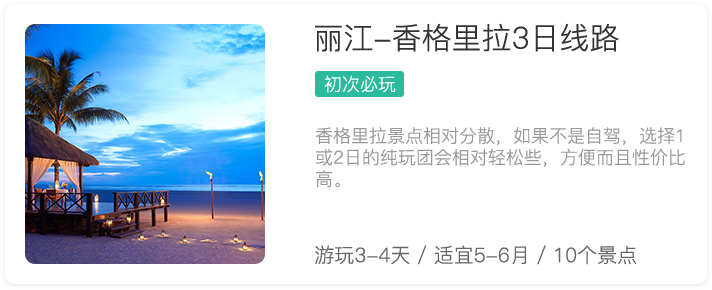 丽江-香格里拉3日线路
初次必玩
香格里拉景点相对分散，如果不是自驾，选择1
或2日的纯玩团会相对轻松些，方便而且性价比
高。
游玩3-4天 / 适宜5-6月 / 10个景点